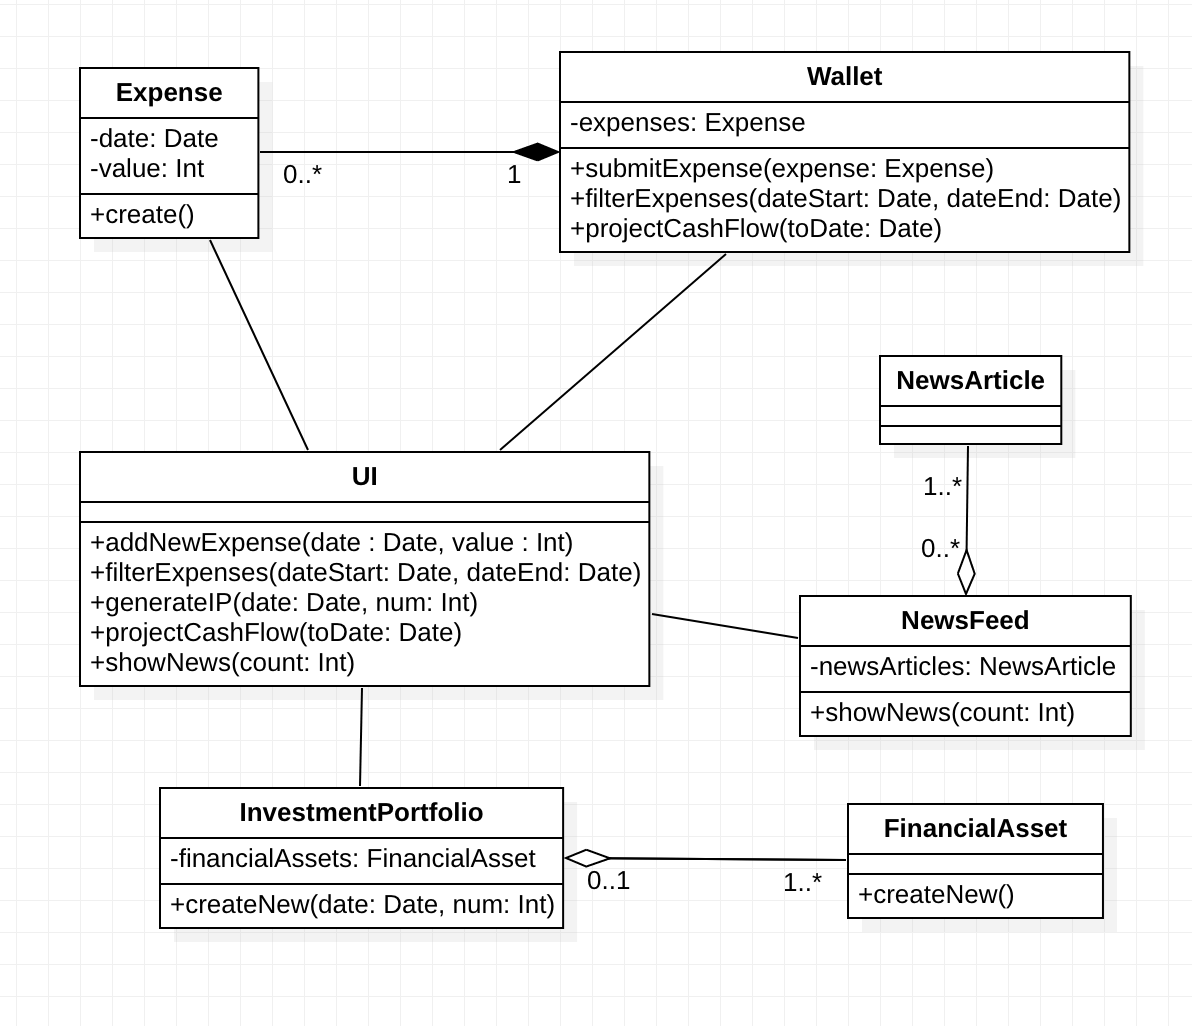 Expense
-date: Date
-value: Int
+create()
0..*
1
Wallet
-expenses: Expense
+submitExpense(expense: Expense)
+filterExpenses(dateStart: Date, dateEnd: Date)
+projectCashFlow(toDate: Date)
NewsArticle
1..*
0..*
UI
+addNewExpense(date : Date, value : Int)
+filterExpenses(dateStart: Date, dateEnd: Date)
+generateIP(date: Date, num: Int)
+projectCashFlow(toDate: Date)
+showNews(count: Int)
NewsFeed
-newsArticles: NewsArticle
+showNews(count: Int)
InvestmentPortfolio
-financialAssets: FinancialAsset
+createNew(date: Date, num: Int)
0..1
1..*
FinancialAsset
+createNew()